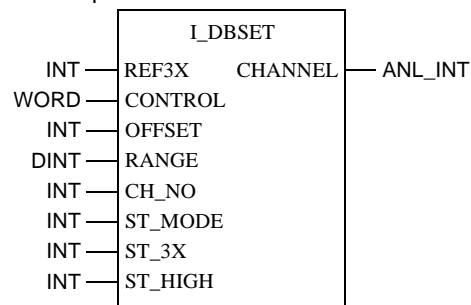 I_DBSET
INT REF3X CHANNEL ANL_INT
WORD CONTROL
INT OFFSET
DINT RANGE
INT CH_NO
INT ST_MODE
INT ST_3X
INT ST_HIGH